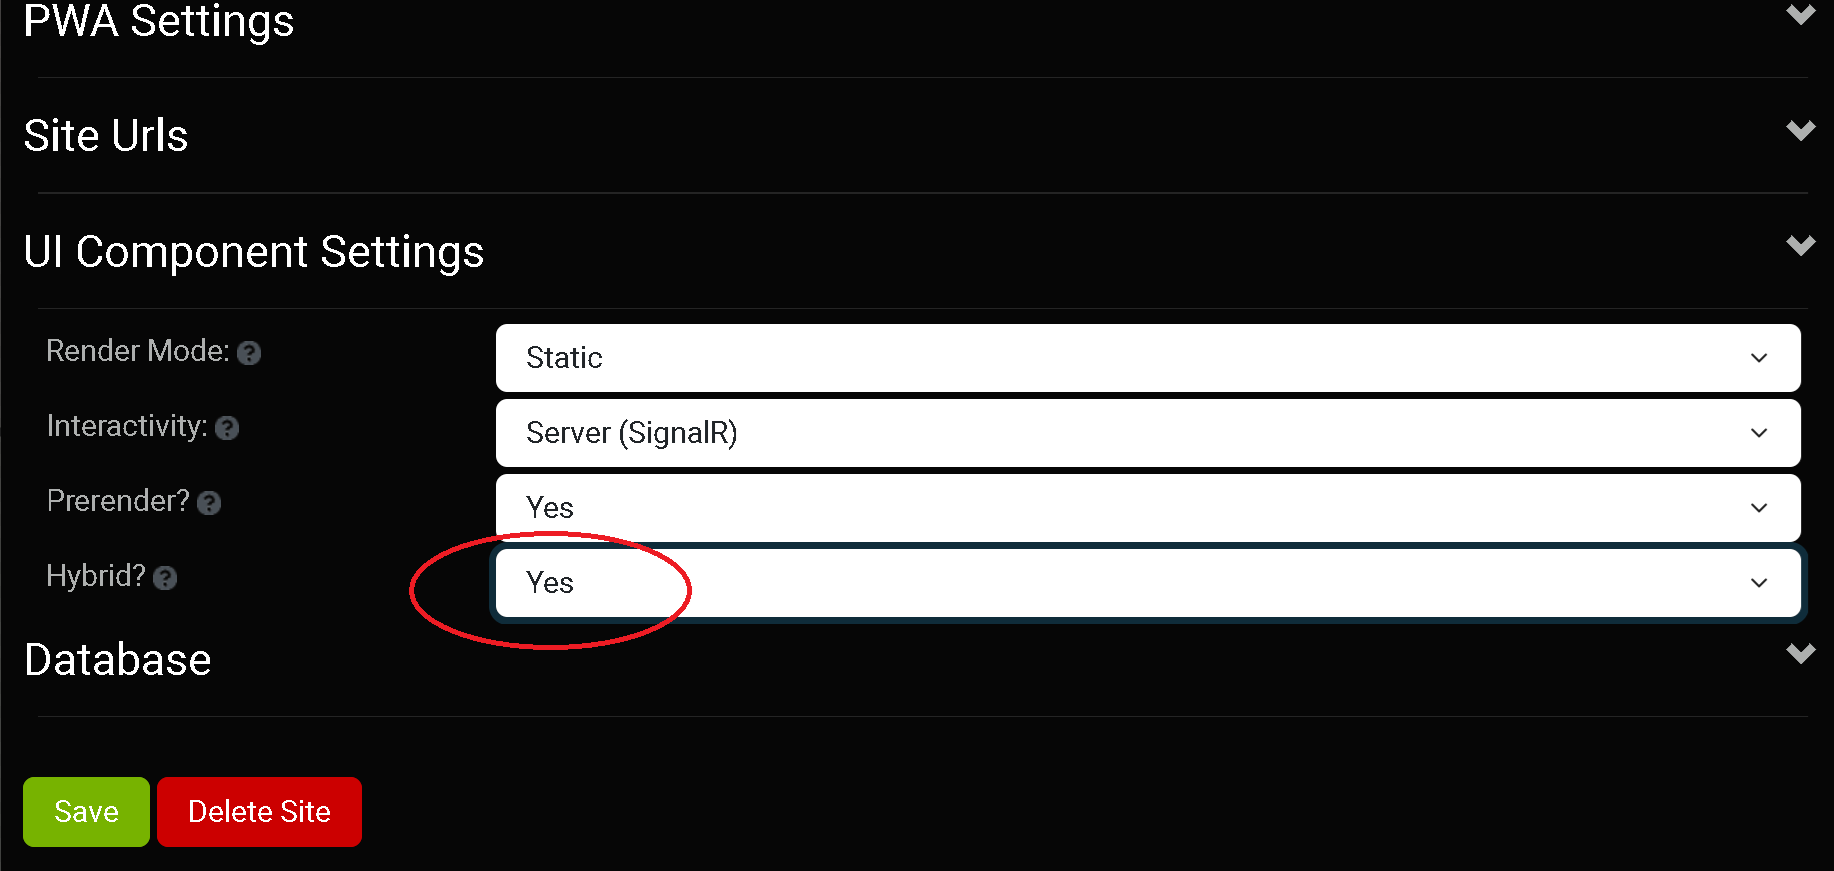 PWA Settings
Site Urls
UI Component Settings
Render Mode: ?
Static
Interactivity: ?
Server (SignalR)
Prerender? ?
Yes
Hybrid? ?
Yes
Database
Save
Delete Site